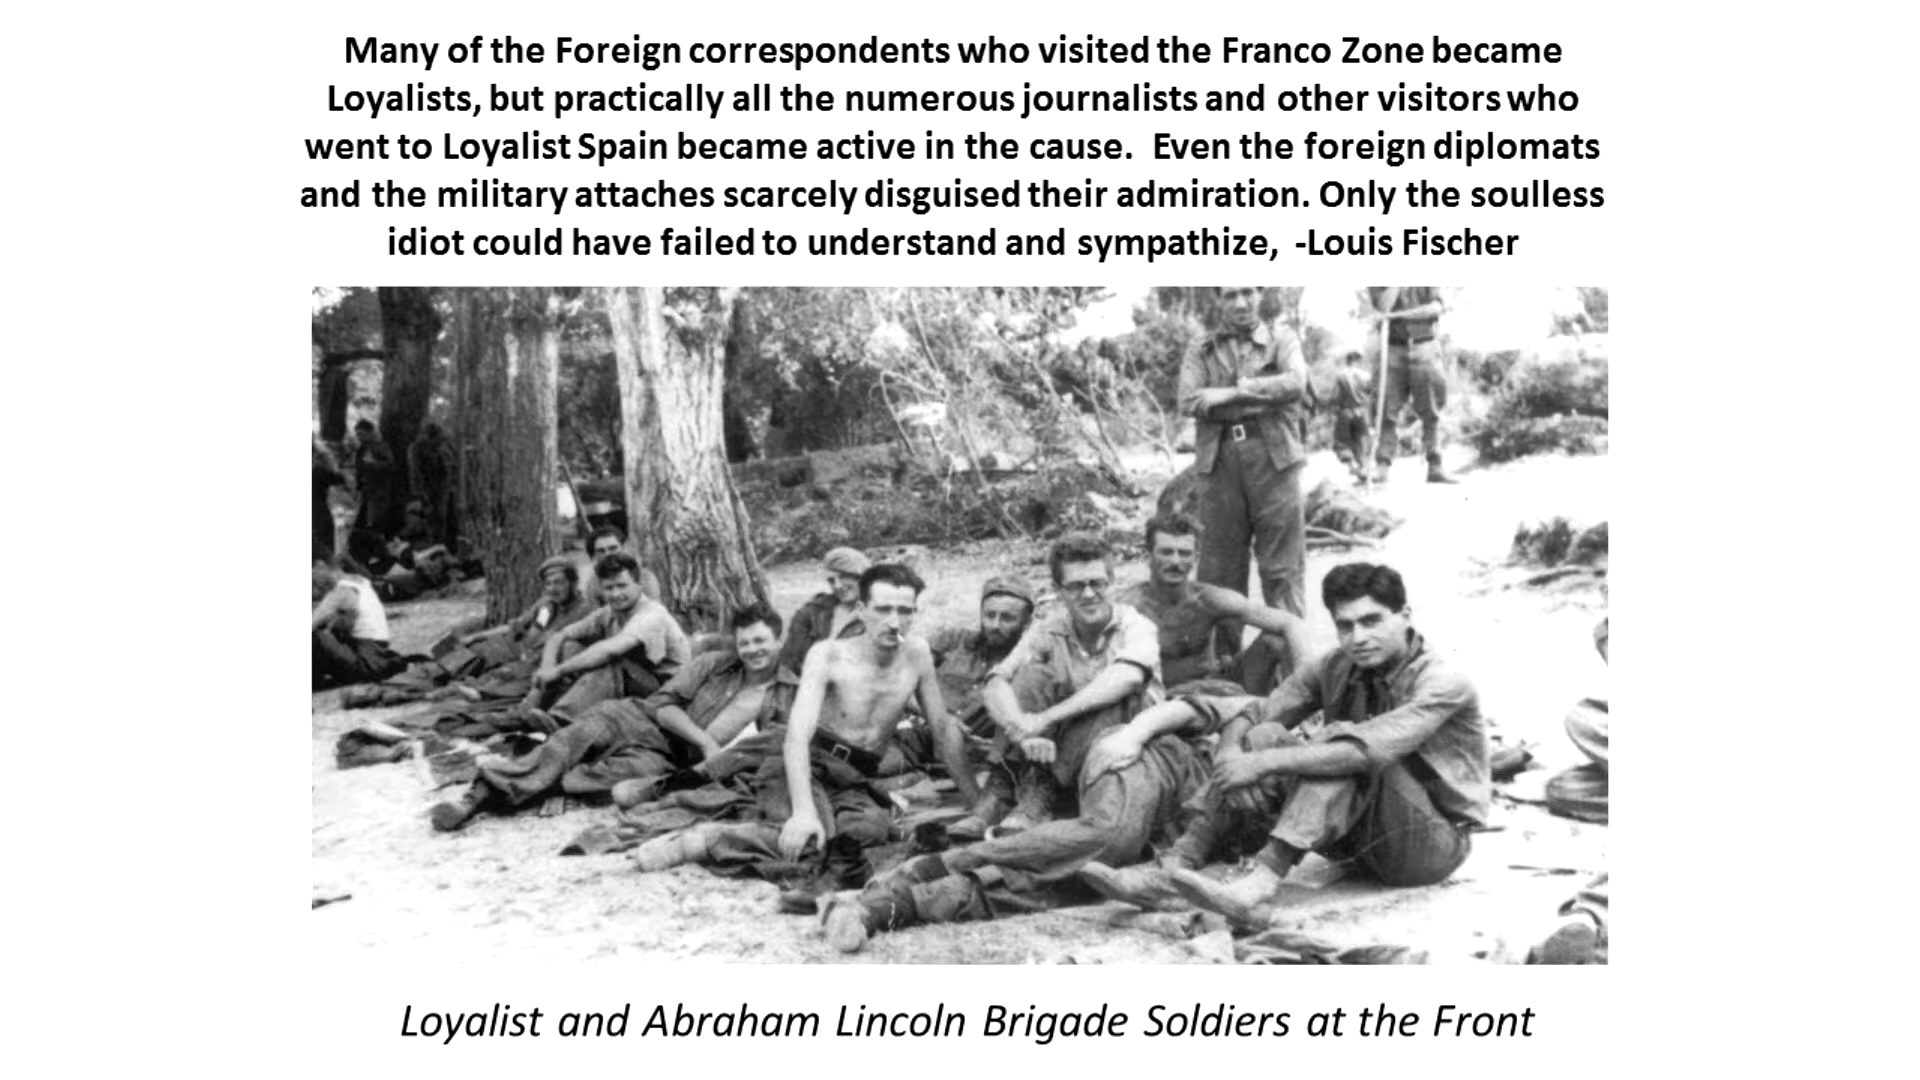 Many of the Foreign correspondents who visited the Franco Zone became
Loyalists, but practically all the numerous journalists and other visitors who
went to Loyalist Spain became active in the cause.  Even the foreign diplomats
and the military attaches scarcely disguised their admiration. Only the soulless
idiot could have failed to understand and sympathize,  -Louis Fischer
Loyalist and Abraham Lincoln Brigade Soldiers at the Front